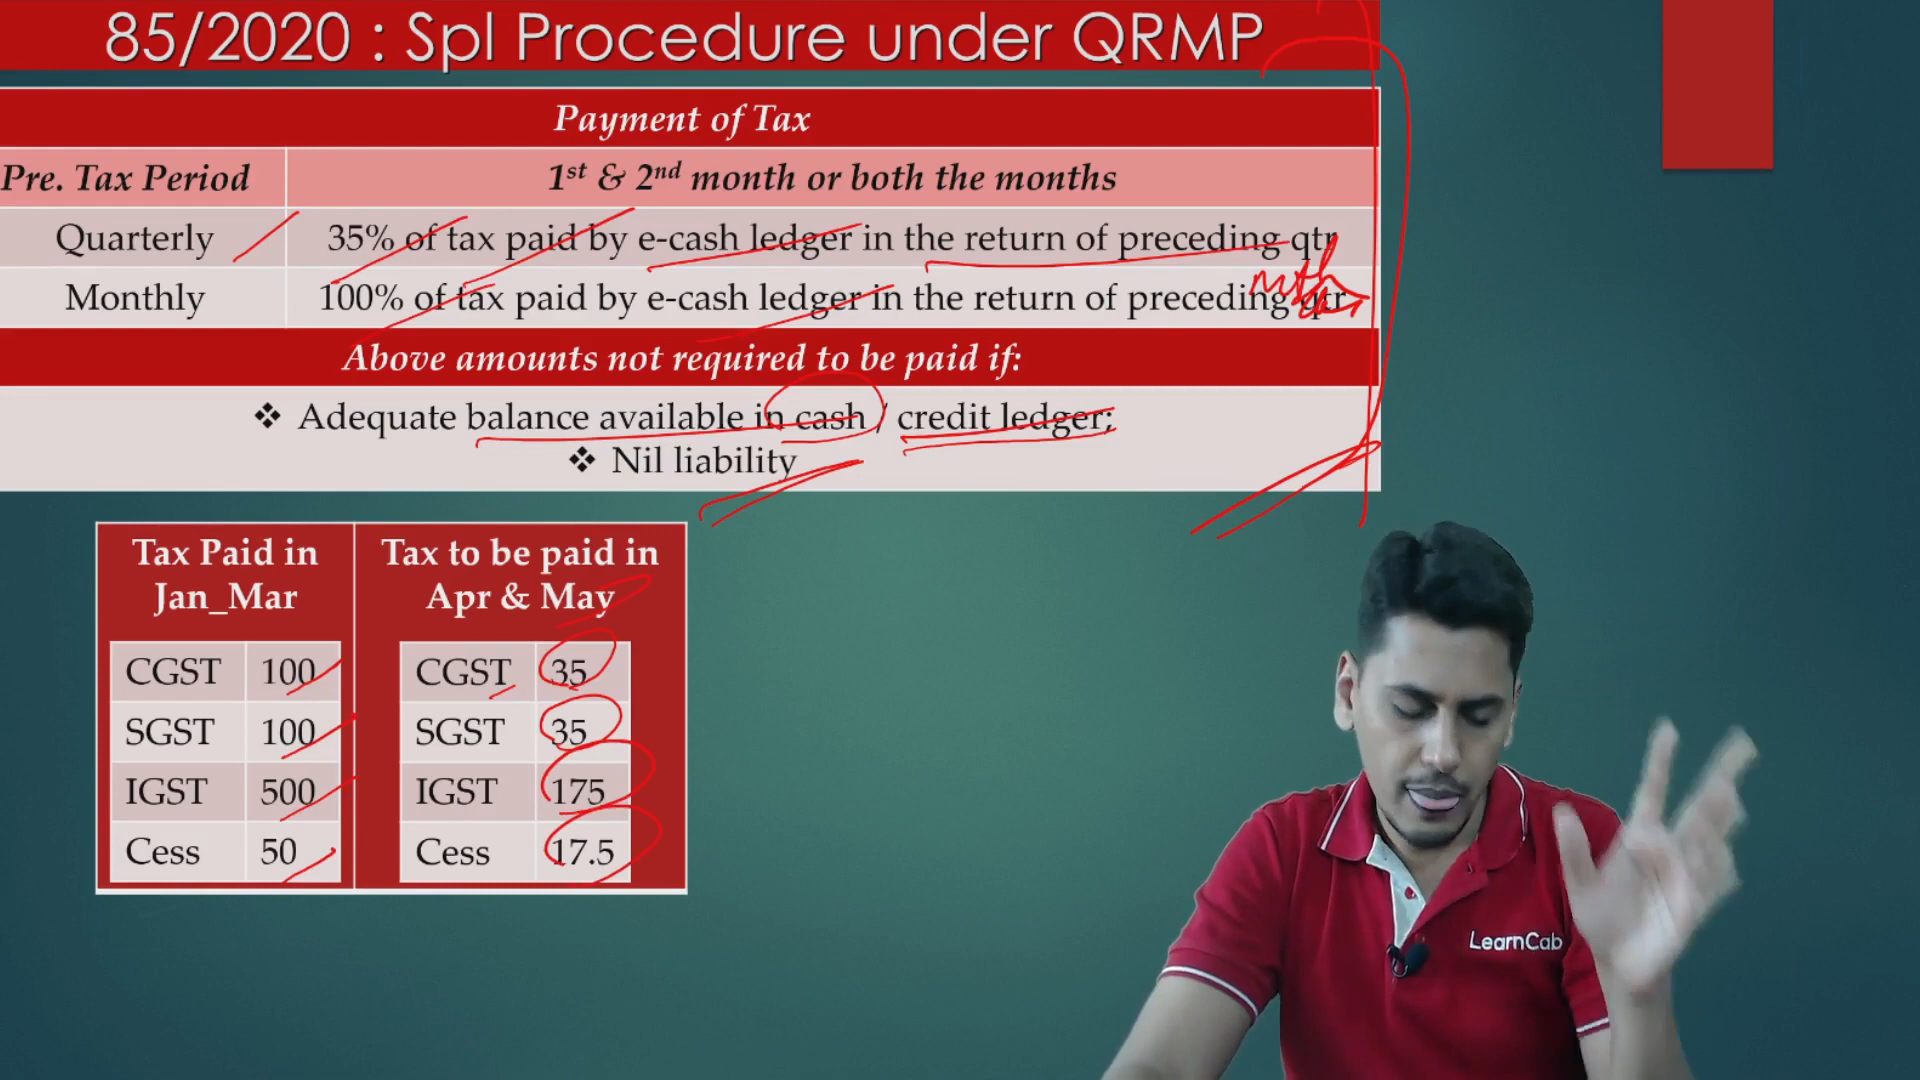 85/2020 : Spl Procedure under QRMP
Payment of Tax
Pre. Tax Period
1st & 2nd month or both the months
Quarterly
35% of tax paid by e-cash ledger in the return of preceding qtr
Monthly
100% of tax paid by e-cash ledger in the return of preceding qtr
mth
Above amounts not required to be paid if:
❖ Adequate balance available in cash / credit ledger;
❖ Nil liability
Tax Paid in
Jan_Mar
CGST 100
SGST 100
IGST 500
Cess 50
Tax to be paid in
Apr & May
CGST 35
SGST 35
IGST 175
Cess 17.5
LearnCab